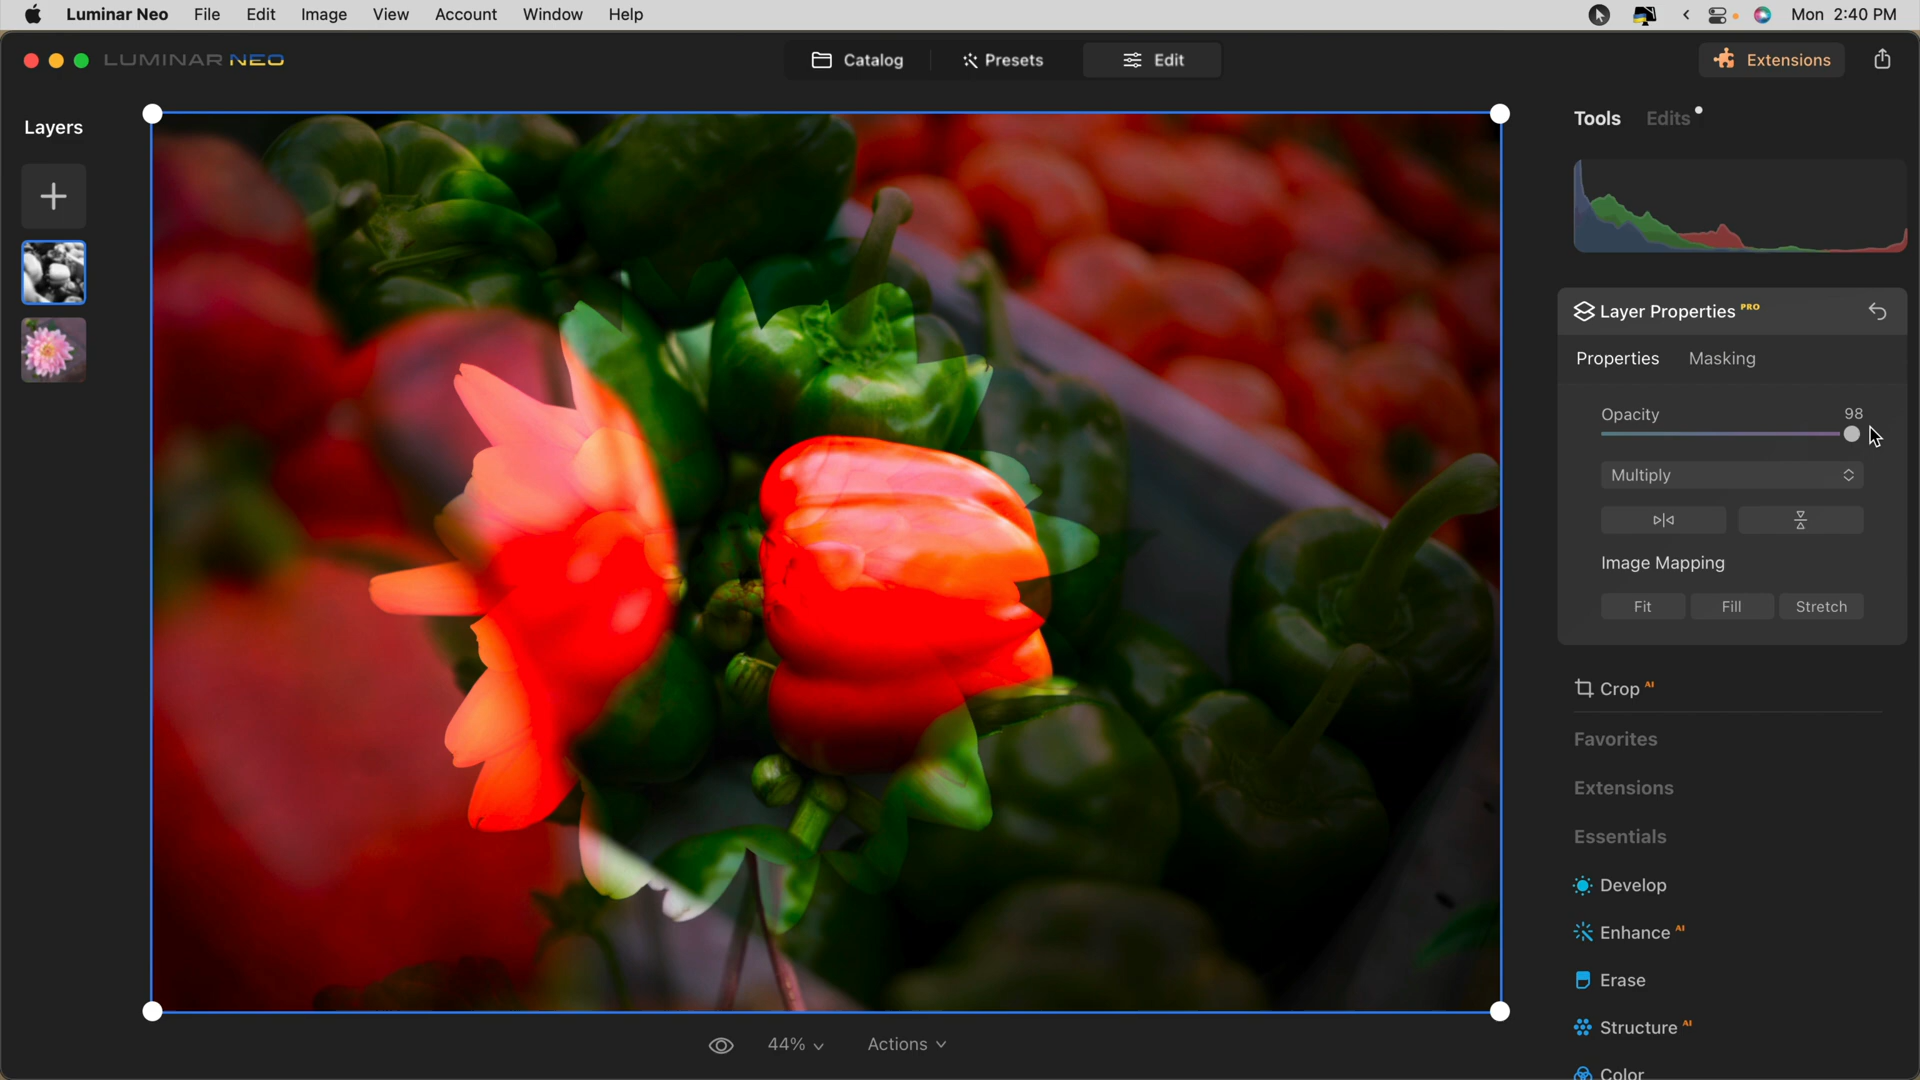 Luminar Neo File Edit Image View Account Window Help Mon 2:40 PM
LUMINAR NEO Catalog Presets Edit Extensions
Layers
Tools Edits
Layer Properties PRO
Properties Masking
Opacity 98
Multiply
Image Mapping
Fit Fill Stretch
Crop AI
Favorites
Extensions
Essentials
Develop
Enhance AI
Erase
Structure AI
Color
44% Actions